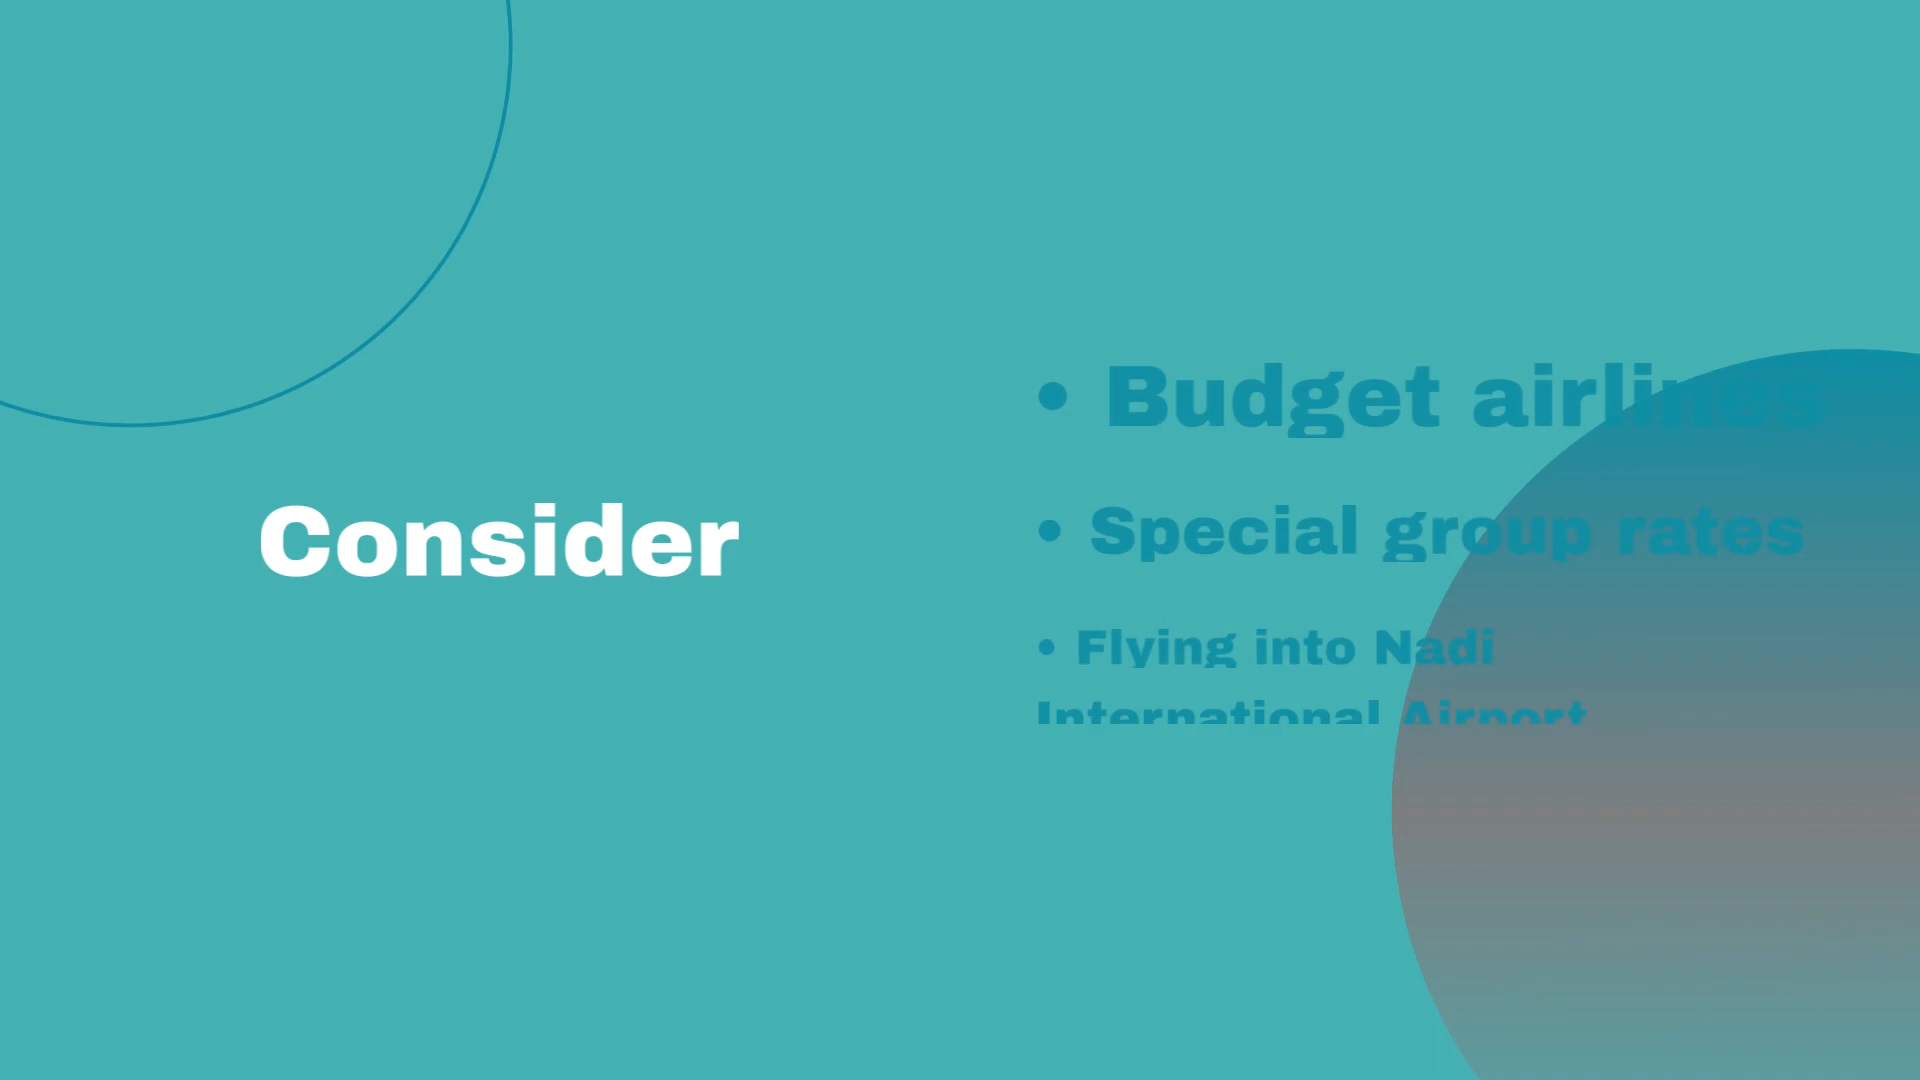 Consider
• Budget airlines
• Special group rates
• Flying into Nadi
International Airport